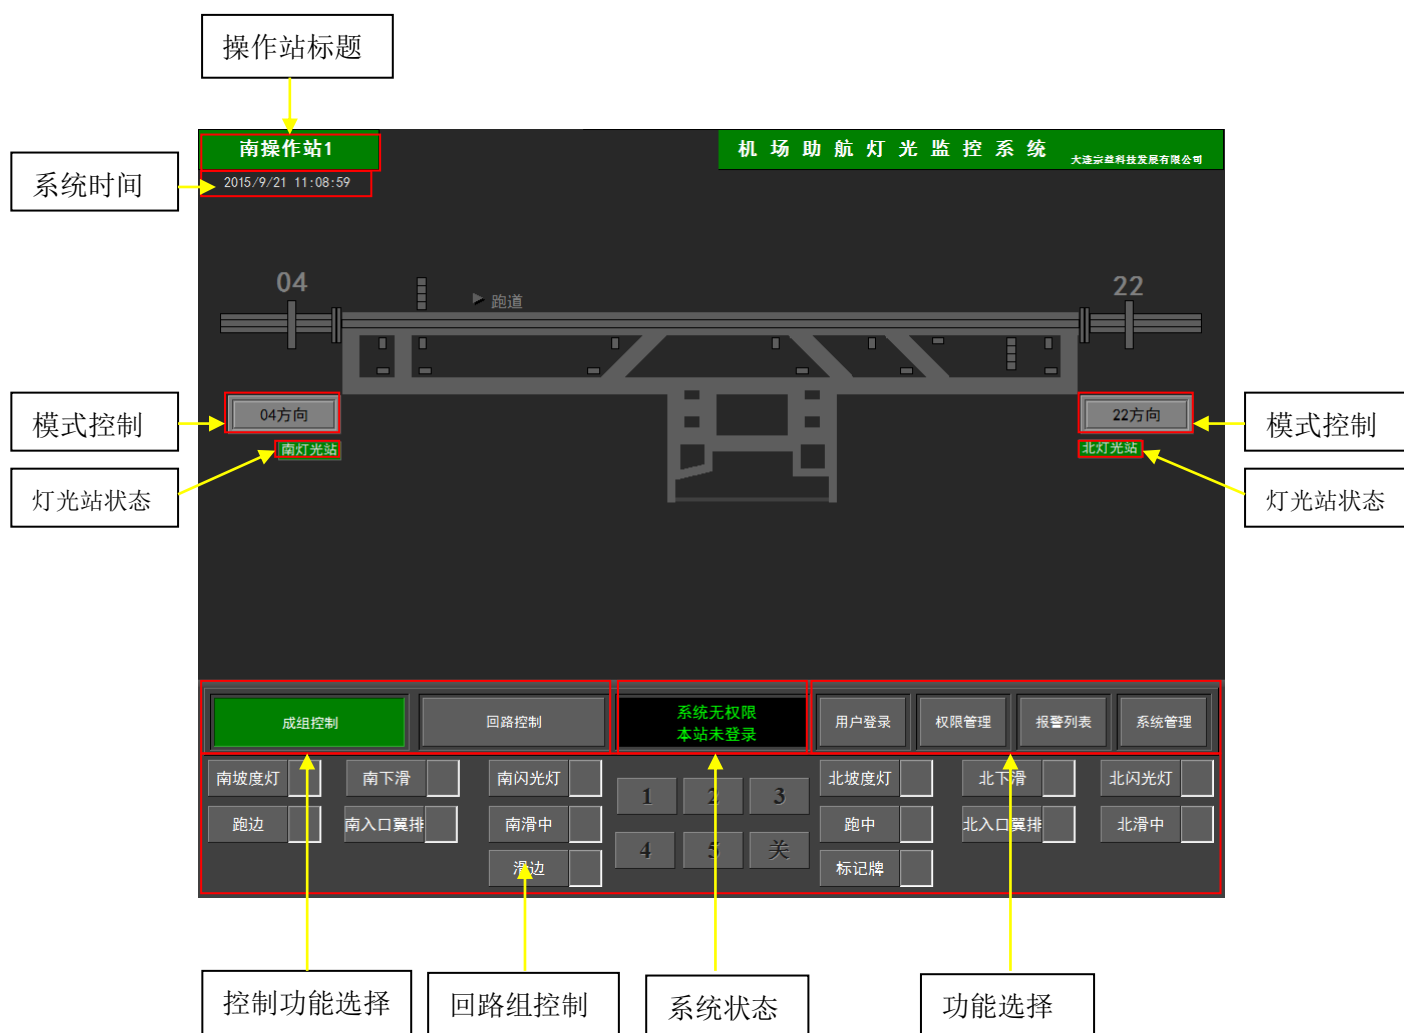 操作站标题
南操作站1
机场助航灯光监控系统 大连宗益科技发展有限公司
系统时间
2015/9/21 11:08:59
04
22
跑道
模式控制
04方向
22方向
模式控制
南灯光站
北灯光站
灯光站状态
灯光站状态
成组控制
回路控制
系统无权限
本站未登录
用户登录
权限管理
报警列表
系统管理
南坡度灯
南下滑
南闪光灯
1
2
3
北坡度灯
北下滑
北闪光灯
跑边
南入口翼排
南滑中
跑中
北入口翼排
北滑中
滑边
4
5
关
标记牌
控制功能选择
回路组控制
系统状态
功能选择